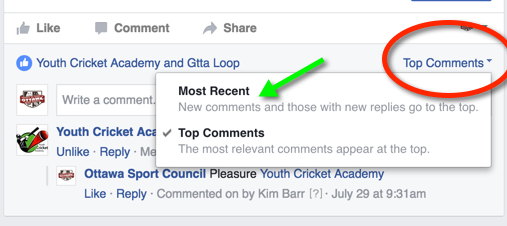 Like Comment Share
Youth Cricket Academy and Gtta Loop Top Comments
Most Recent
New comments and those with new replies go to the top.
Write a comment.
Top Comments
The most relevant comments appear at the top.
Youth Cricket Aca
Unlike · Reply · Me
Ottawa Sport Council Pleasure Youth Cricket Academy
Like · Reply · Commented on by Kim Barr [?] · July 29 at 9:31am